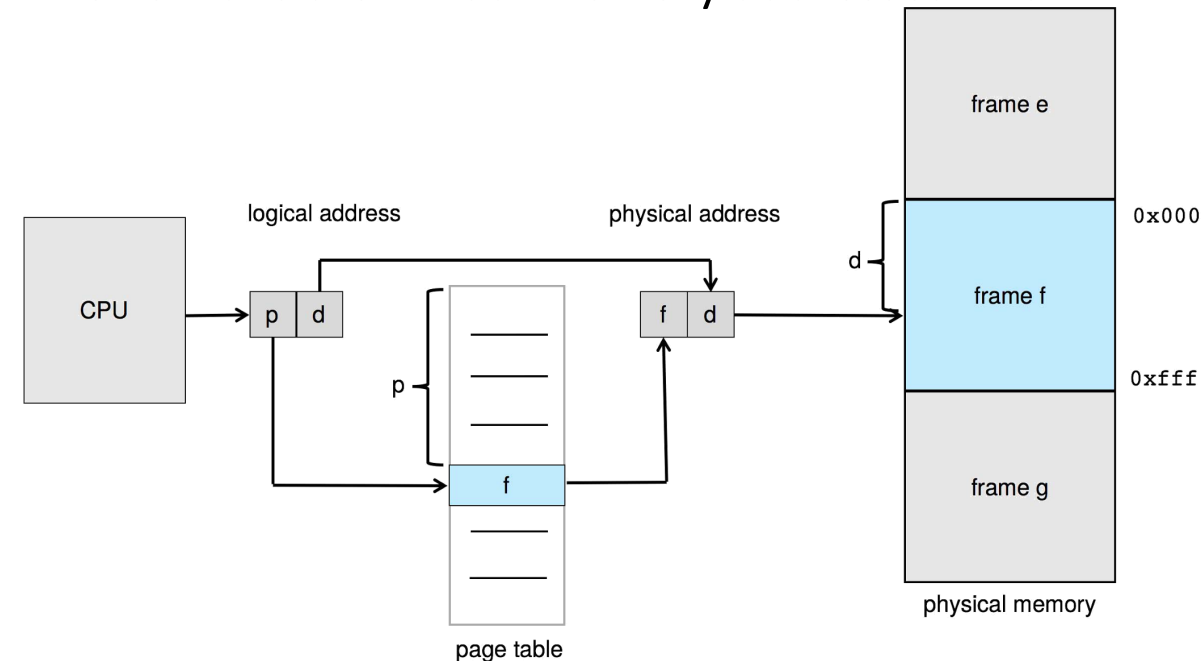 frame e
logical address
physical address
0x000
d
frame f
CPU
p d
f d
p
0xfff
f
frame g
physical memory
page table